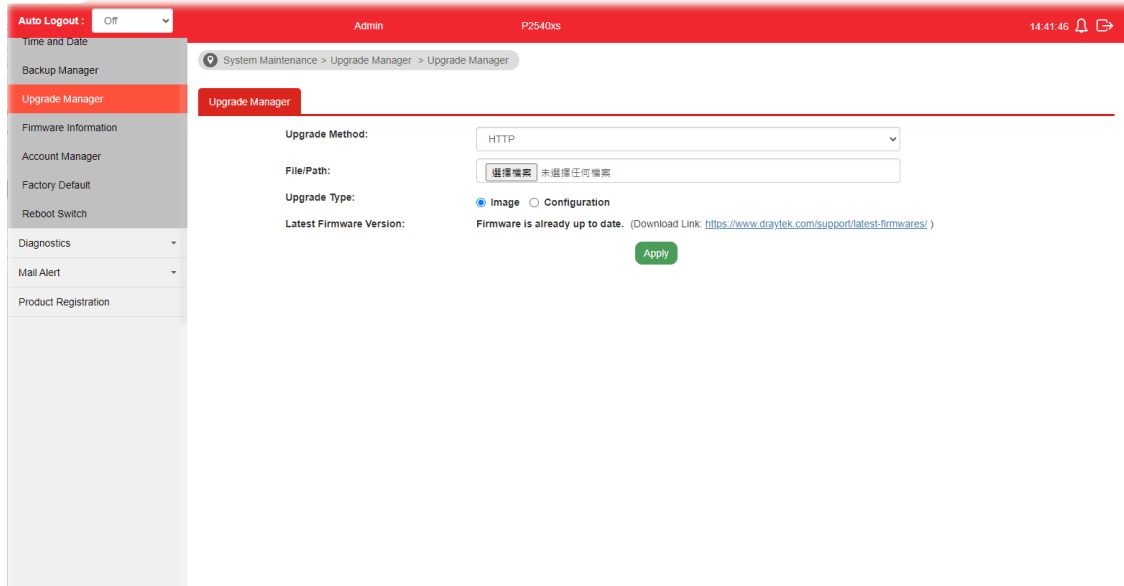 Auto Logout : Off
Admin
P2540xs
14:41:46
Time and Date
Backup Manager
Upgrade Manager
Firmware Information
Account Manager
Factory Default
Reboot Switch
Diagnostics
Mail Alert
Product Registration
System Maintenance > Upgrade Manager > Upgrade Manager
Upgrade Manager
Upgrade Method: HTTP
File/Path: 選擇檔案 未選擇任何檔案
Upgrade Type: Image Configuration
Latest Firmware Version: Firmware is already up to date. (Download Link: https://www.draytek.com/support/latest-firmwares/ )
Apply